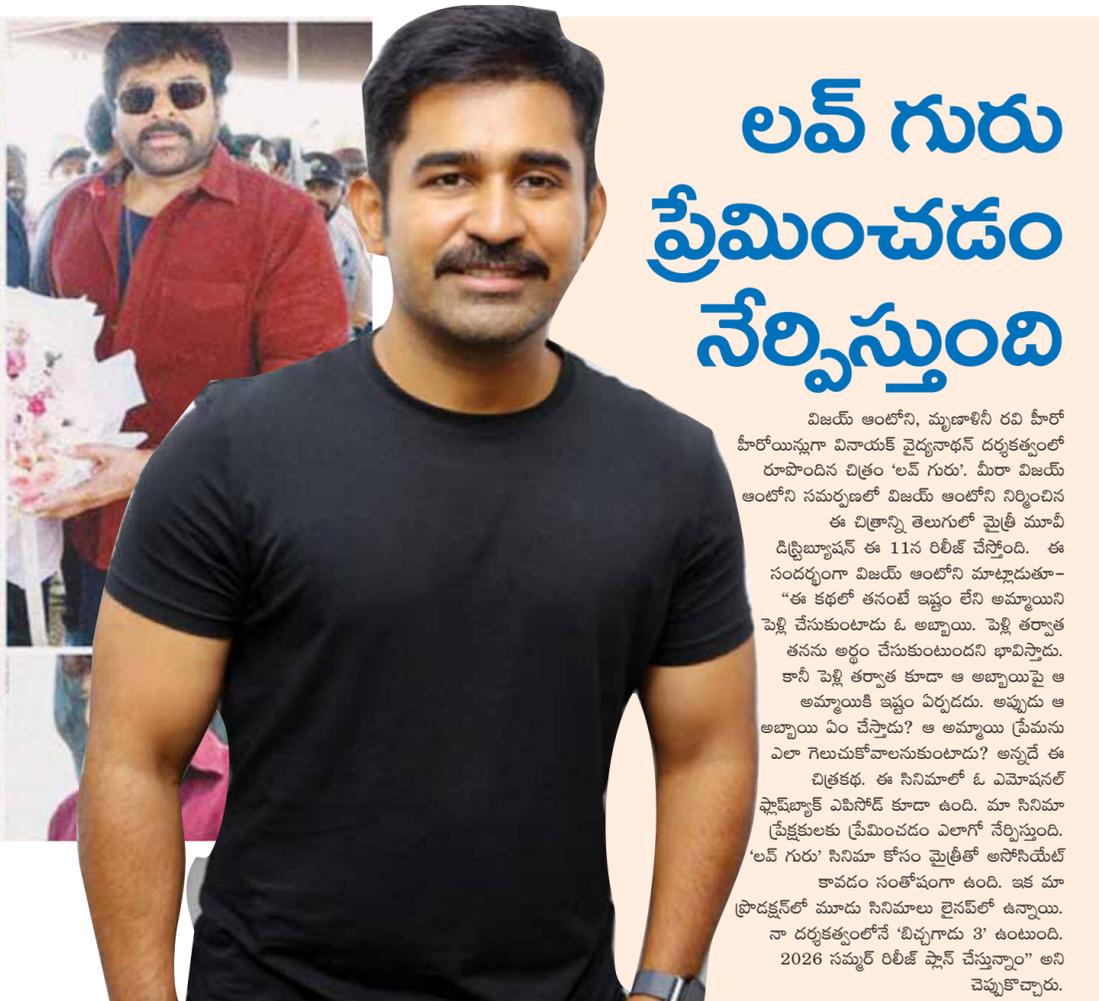 లవ్ గురు
ప్రేమించడం
నేర్పిస్తుంది
విజయ్ ఆంటోని, మృణాళినీ రవి హీరో
హీరోయిన్లుగా వినాయక్ వైద్యనాథన్ దర్శకత్వంలో
రూపొందిన చిత్రం ‘లవ్ గురు’. మీరా విజయ్
ఆంటోని సమర్పణలో విజయ్ ఆంటోని నిర్మించిన
ఈ చిత్రాన్ని తెలుగులో మైత్రీ మూవీ
డిస్ట్రిబ్యూషన్ ఈ 11న రిలీజ్ చేస్తోంది. ఈ
సందర్భంగా విజయ్ ఆంటోని మాట్లాడుతూ–
“ఈ కథలో తనంటే ఇష్టం లేని అమ్మాయిని
పెళ్లి చేసుకుంటాడు ఓ అబ్బాయి. పెళ్లి తర్వాత
తనను అర్థం చేసుకుంటుందని భావిస్తాడు.
కానీ పెళ్లి తర్వాత కూడా ఆ అబ్బాయిపై ఆ
అమ్మాయికి ఇష్టం ఏర్పడదు. అప్పుడు ఆ
అబ్బాయి ఏం చేస్తాడు? ఆ అమ్మాయి ప్రేమను
ఎలా గెలుచుకోవాలనుకుంటాడు? అన్నదే ఈ
చిత్రకథ. ఈ సినిమాలో ఓ ఎమోషనల్
ఫ్లాష్‌బ్యాక్ ఎపిసోడ్ కూడా ఉంది. మా సినిమా
ప్రేక్షకులకు ప్రేమించడం ఎలాగో నేర్పిస్తుంది.
‘లవ్ గురు’ సినిమా కోసం మైత్రీతో అసోసియేట్
కావడం సంతోషంగా ఉంది. ఇక మా
ప్రొడక్షన్‌లో మూడు సినిమాలు లైనప్‌లో ఉన్నాయి.
నా దర్శకత్వంలోనే ‘బిచ్చగాడు 3’ ఉంటుంది.
2026 సమ్మర్ రిలీజ్ ప్లాన్ చేస్తున్నాం” అని
చెప్పుకొచ్చారు.